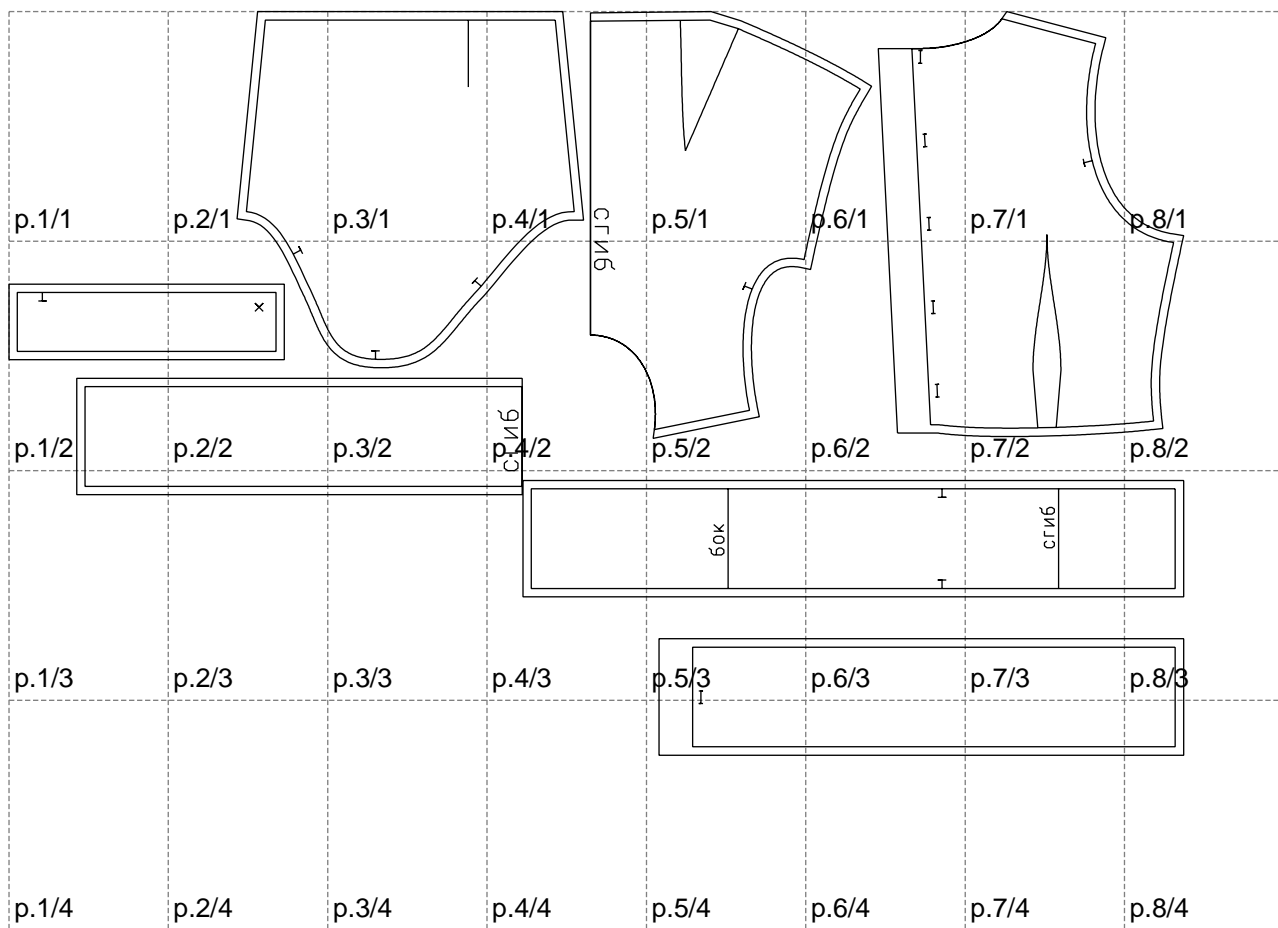 p.1/1 p.2/1 p.3/1 p.4/1 сгиб p.5/1 p.6/1 p.7/1 p.8/1
p.1/2 p.2/2 p.3/2 p.4/2 сгиб p.5/2 p.6/2 p.7/2 p.8/2
бок сгиб
p.1/3 p.2/3 p.3/3 p.4/3 p.5/3 p.6/3 p.7/3 p.8/3
p.1/4 p.2/4 p.3/4 p.4/4 p.5/4 p.6/4 p.7/4 p.8/4